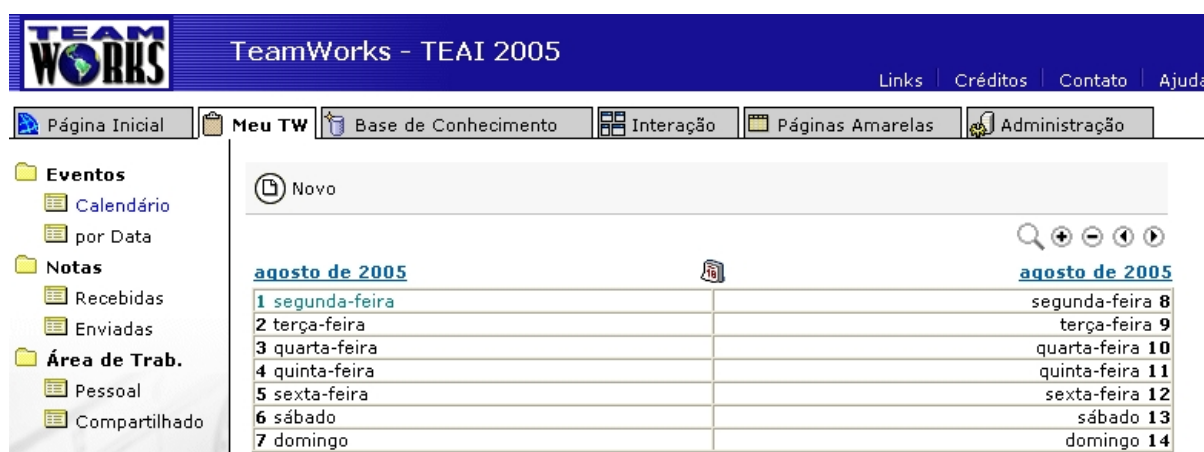 TEAM
WORKS
TeamWorks - TEAI 2005
Links Créditos Contato Ajuda
Página Inicial Meu TW Base de Conhecimento Interação Páginas Amarelas Administração
Eventos
Calendário
por Data
Notas
Recebidas
Enviadas
Área de Trab.
Pessoal
Compartilhado
Novo
agosto de 2005 16 agosto de 2005
1 segunda-feira segunda-feira 8
2 terça-feira terça-feira 9
3 quarta-feira quarta-feira 10
4 quinta-feira quinta-feira 11
5 sexta-feira sexta-feira 12
6 sábado sábado 13
7 domingo domingo 14